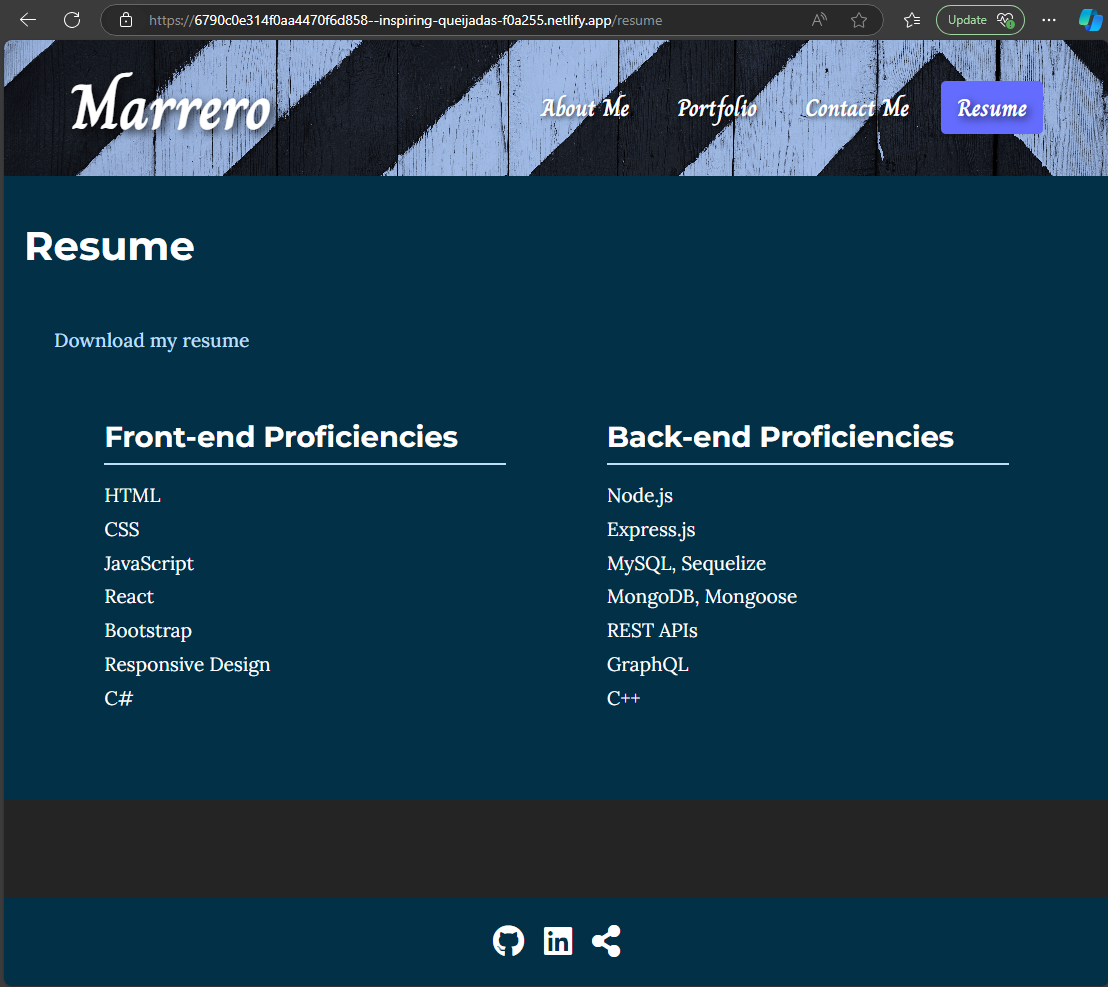 https://6790c0e314f0aa4470f6d858--inspiring-queijadas-f0a255.netlify.app/resume
Update
Marrero
About Me
Portfolio
Contact Me
Resume
Resume
Download my resume
Front-end Proficiencies
HTML
CSS
JavaScript
React
Bootstrap
Responsive Design
C#
Back-end Proficiencies
Node.js
Express.js
MySQL, Sequelize
MongoDB, Mongoose
REST APIs
GraphQL
C++